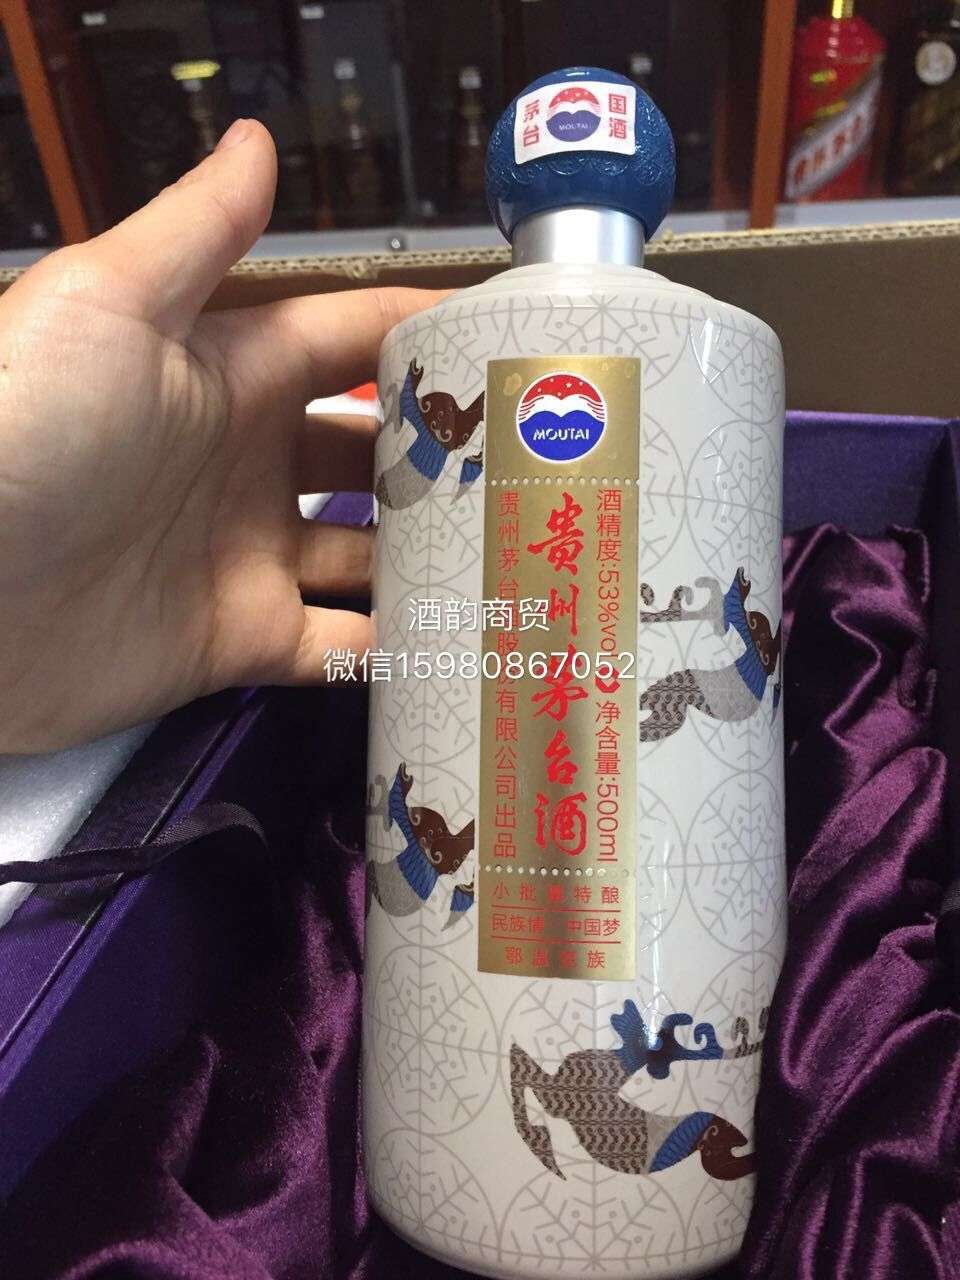 茅台
国酒
MOUTAI
MOUTAI
酒精度:53%vol
净含量:500ml
贵州茅台酒
贵州茅台酒股份有限公司出品
小批量特酿
民族情 中国梦
鄂温克族
酒韵商贸
微信15980867052